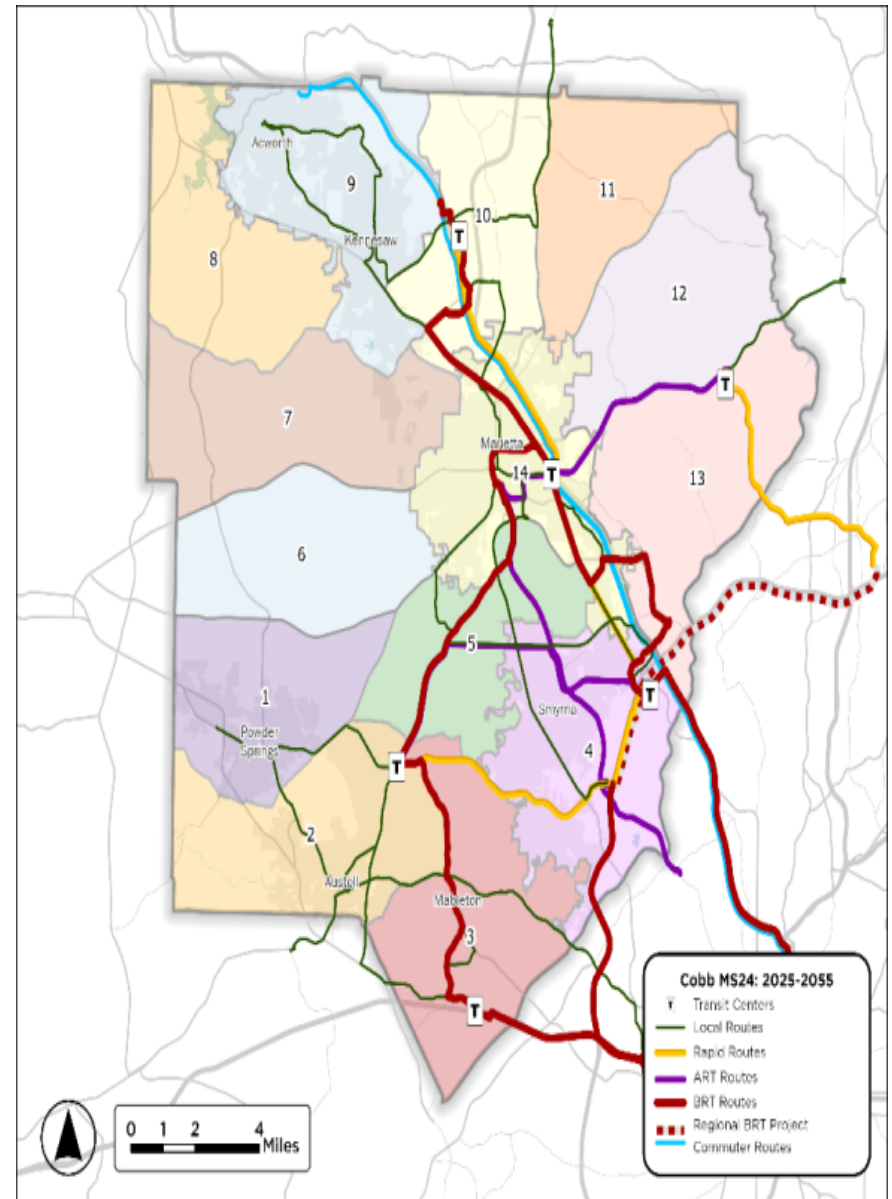 Acworth
9
10
11
T
Kennesaw
8
12
T
7
Marietta
14
T
13
6
5
1
T
Powder
Springs
Smyrna
4
T
2
Austell
Mableton
3
T
Cobb MS24: 2025-2055
T Transit Centers
Local Routes
Rapid Routes
ART Routes
BRT Routes
Regional BRT Project
Commuter Routes
0 1 2 4
Miles